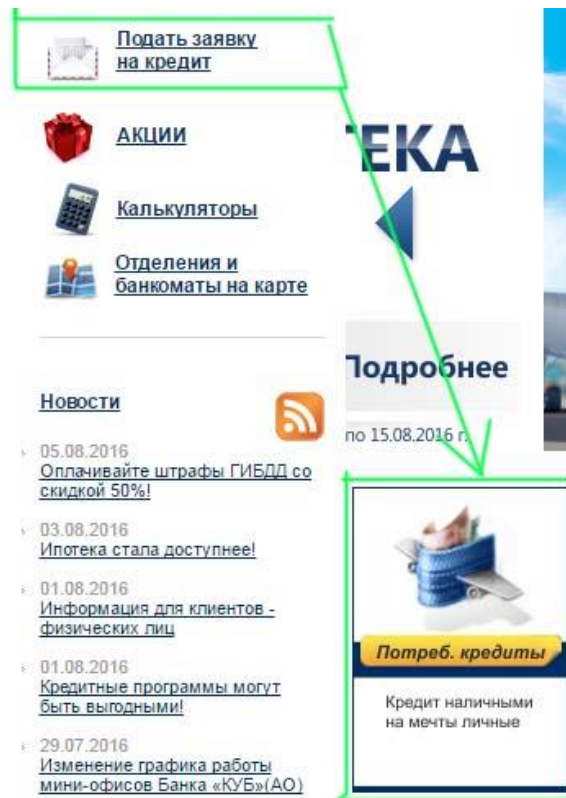 Подать заявку
на кредит
АКЦИИ
Калькуляторы
Отделения и
банкоматы на карте
Новости
05.08.2016
Оплачивайте штрафы ГИБДД со
скидкой 50%!
03.08.2016
Ипотека стала доступнее!
01.08.2016
Информация для клиентов -
физических лиц
01.08.2016
Кредитные программы могут
быть выгодными!
29.07.2016
Изменение графика работы
мини-офисов Банка «КУБ»(АО)
ТЕКА
Подробнее
по 15.08.2016 г.
Потреб. кредиты
Кредит наличными
на мечты личные